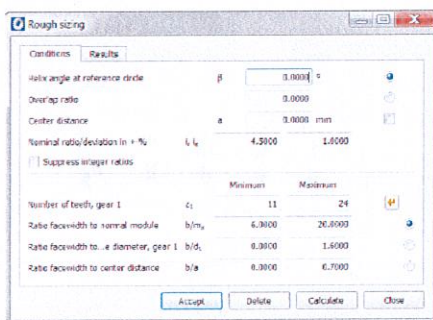 Rough sizing
Conditions Results
Helix angle at reference circle β 0.0000 °
Overlap ratio 0.0000
Center distance a 0.0000 mm
Nominal ratio/deviation in + % i, iₑ 4.5000 1.0000
Suppress integer ratios
Minimum Maximum
Number of teeth, gear 1 z₁ 11 24
Ratio facewidth to normal module b/mₙ 6.0000 20.0000
Ratio facewidth to...e diameter, gear 1 b/d₁ 0.0000 1.6000
Ratio facewidth to center distance b/a 0.0000 0.7000
Accept Delete Calculate Close